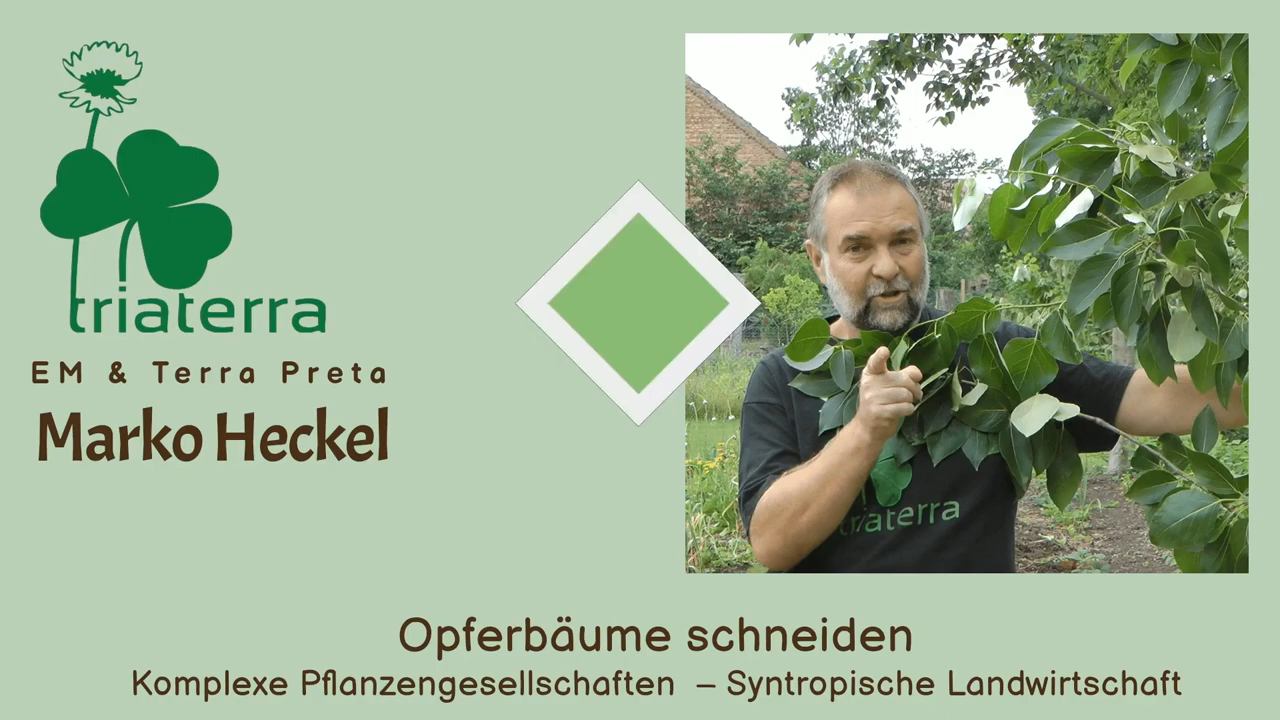 triaterra
EM & Terra Preta
Marko Heckel
triaterra
Opferbäume schneiden
Komplexe Pflanzengesellschaften – Syntropische Landwirtschaft